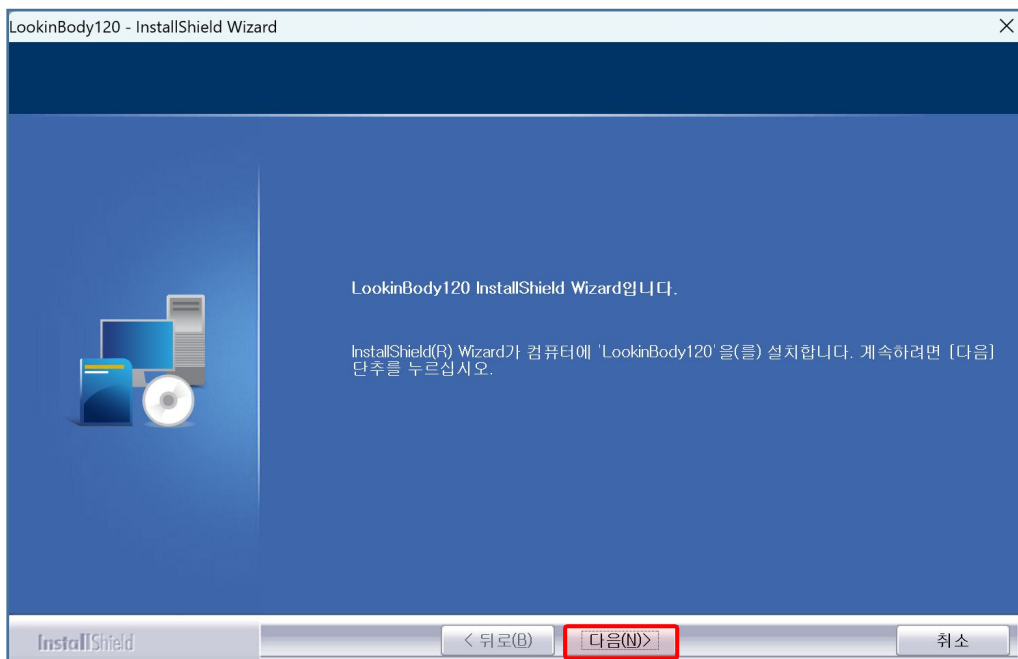 LookinBody120 - InstallShield Wizard
LookinBody120 InstallShield Wizard입니다.
InstallShield(R) Wizard가 컴퓨터에 'LookinBody120'을(를) 설치합니다. 계속하려면 [다음]
단추를 누르십시오.
InstallShield
< 뒤로(B)
다음(N)>
취소